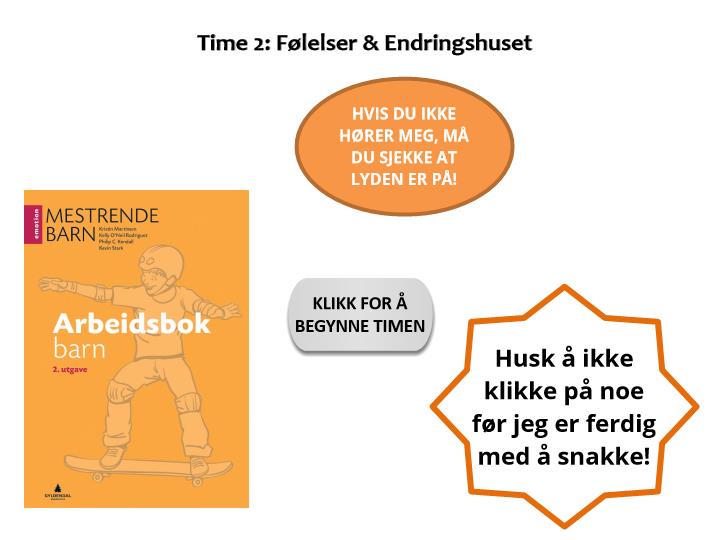 Time 2: Følelser & Endringshuset
HVIS DU IKKE
HØRER MEG, MÅ
DU SJEKKE AT
LYDEN ER PÅ!
emotion
MESTRENDE
BARN
Kristin Martinsen
Kelly O'Neil Rodriguez
Philip C. Kendall
Kevin Stark
Arbeidsbok
barn
2. utgave
GYLDENDAL
KLIKK FOR Å
BEGYNNE TIMEN
Husk å ikke
klikke på noe
før jeg er ferdig
med å snakke!